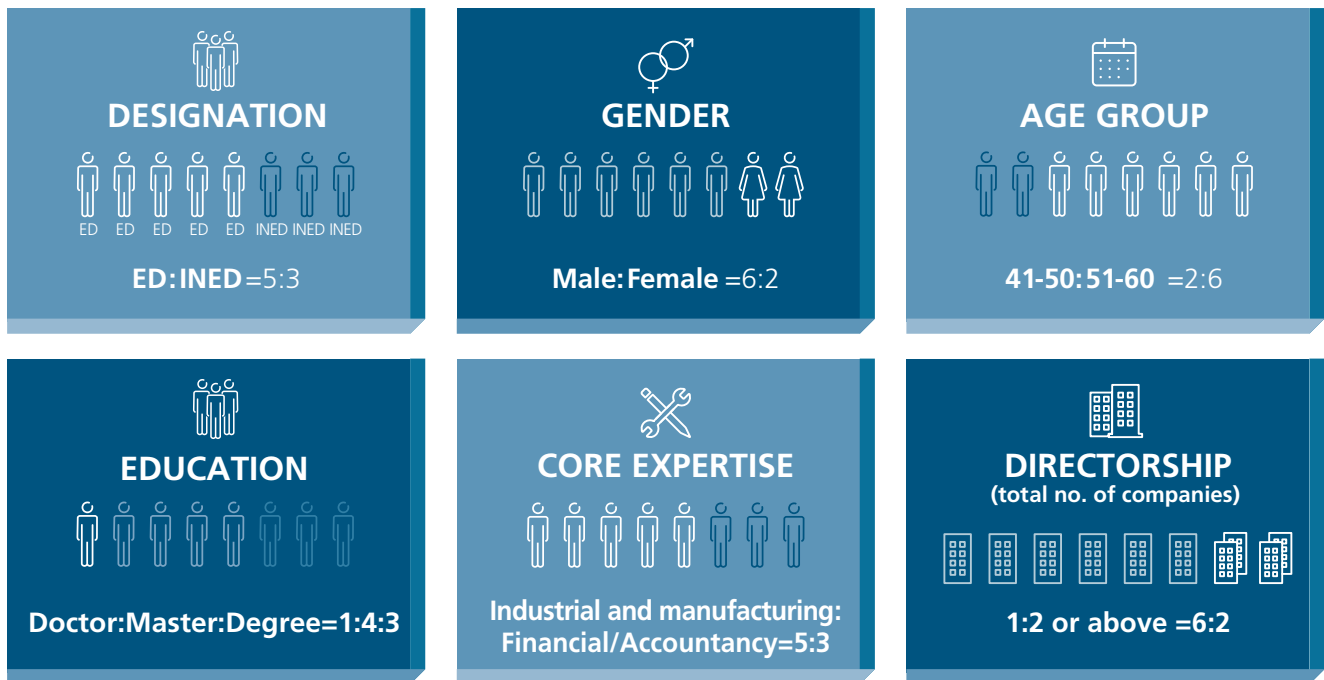 DESIGNATION
ED ED ED ED ED INED INED INED
ED:INED=5:3
GENDER
Male:Female =6:2
AGE GROUP
41-50:51-60 =2:6
EDUCATION
Doctor:Master:Degree=1:4:3
CORE EXPERTISE
Industrial and manufacturing:
Financial/Accountancy=5:3
DIRECTORSHIP
(total no. of companies)
1:2 or above =6:2